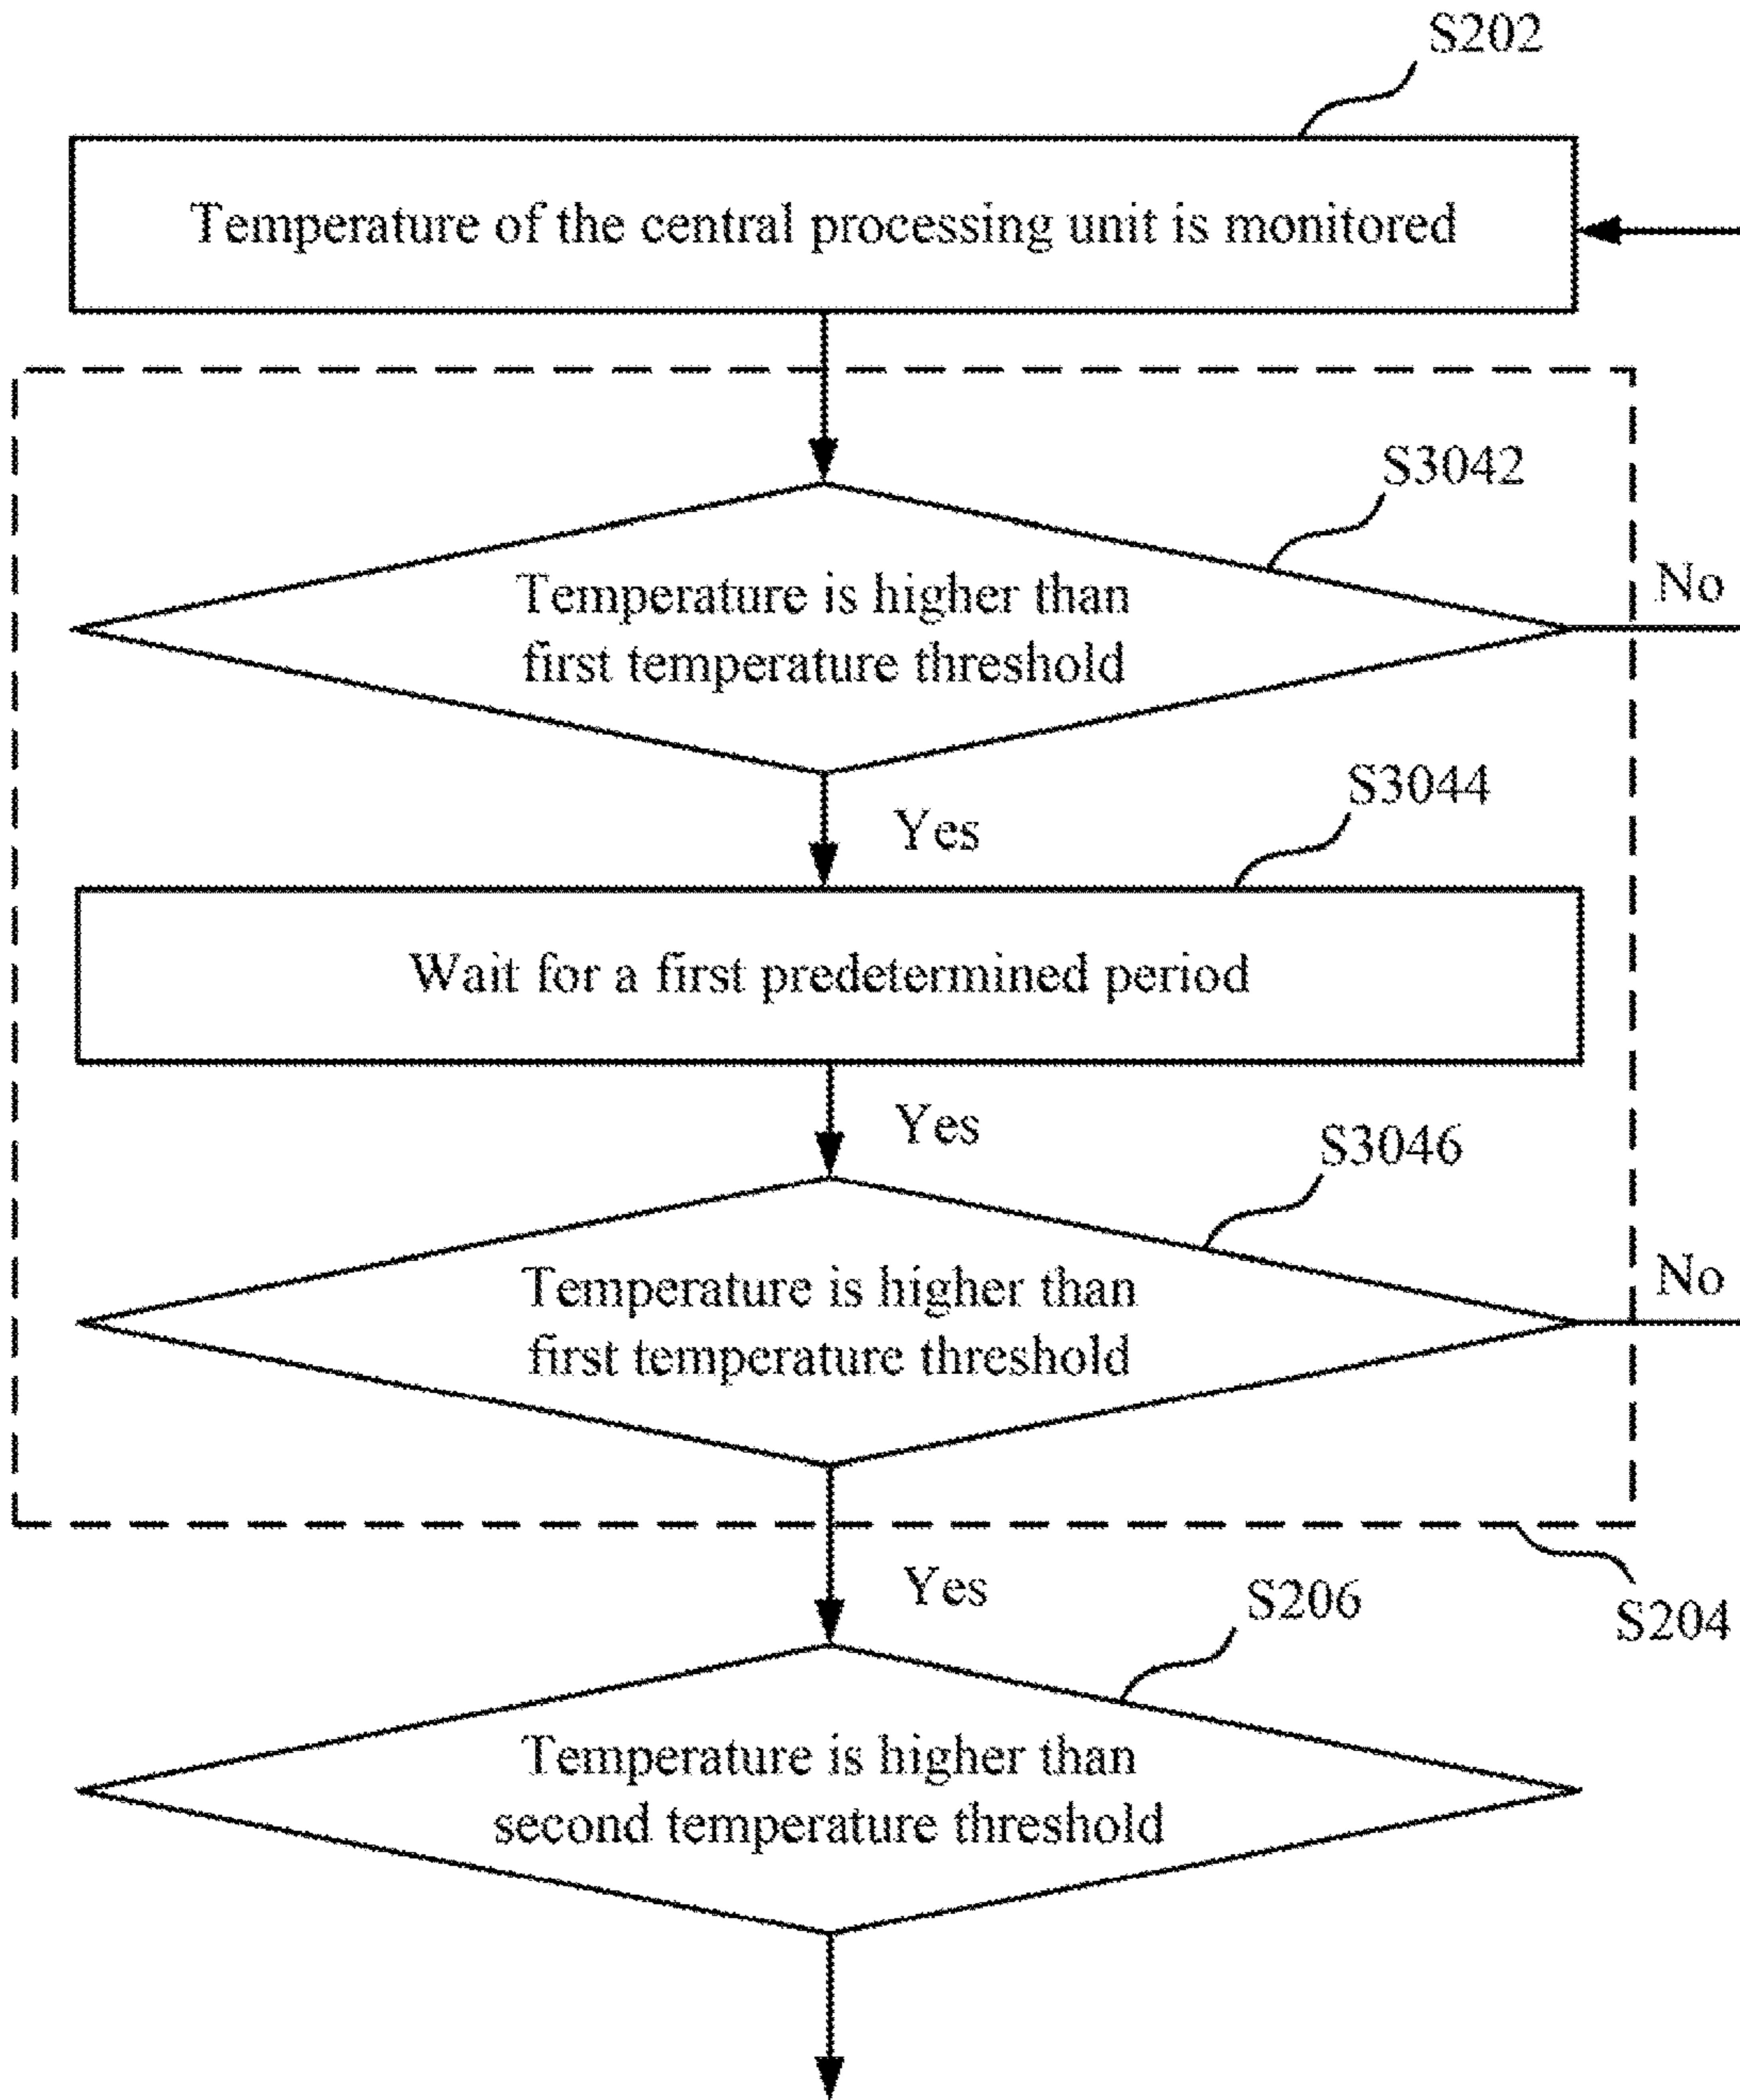 S202
Temperature of the central processing unit is monitored
S3042
Temperature is higher than
first temperature threshold
No
Yes
S3044
Wait for a first predetermined period
Yes
S3046
Temperature is higher than
first temperature threshold
No
Yes
S204
S206
Temperature is higher than
second temperature threshold